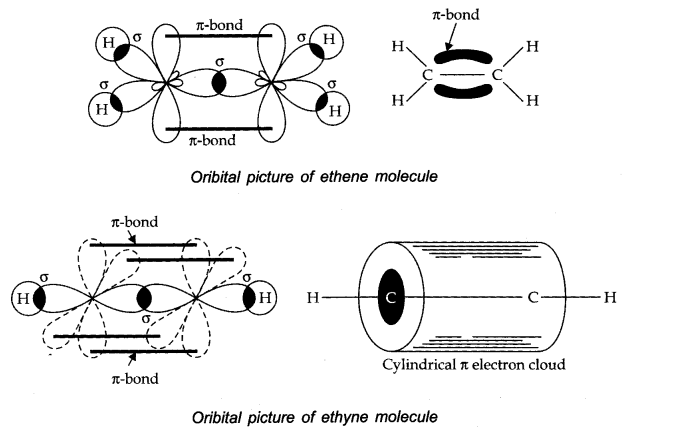 π-bond
H σ σ H
σ
σ σ
H H
π-bond
π-bond
H H
C C
H H
Oribital picture of ethene molecule
π-bond
σ σ
H H
σ
π-bond
H C C H
Cylindrical π electron cloud
Oribital picture of ethyne molecule